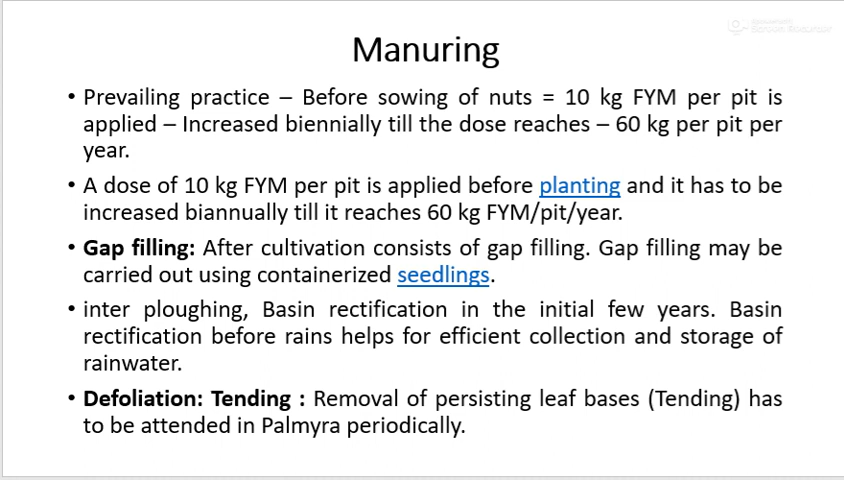 Manuring
• Prevailing practice – Before sowing of nuts = 10 kg FYM per pit is
applied – Increased biennially till the dose reaches – 60 kg per pit per
year.
• A dose of 10 kg FYM per pit is applied before planting and it has to be
increased biannually till it reaches 60 kg FYM/pit/year.
• Gap filling: After cultivation consists of gap filling. Gap filling may be
carried out using containerized seedlings.
• inter ploughing, Basin rectification in the initial few years. Basin
rectification before rains helps for efficient collection and storage of
rainwater.
• Defoliation: Tending : Removal of persisting leaf bases (Tending) has
to be attended in Palmyra periodically.